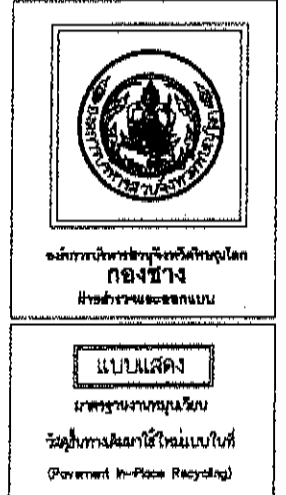 องค์การบริหารส่วนจังหวัดพิษณุโลก
กองช่าง
ฝ่ายสำรวจและออกแบบ
แบบแสดง
มาตรฐานงานหมุนเวียน
วัสดุชั้นทางเดิมมาใช้ใหม่แบบในที่
(Pavement In-Place Recycling)